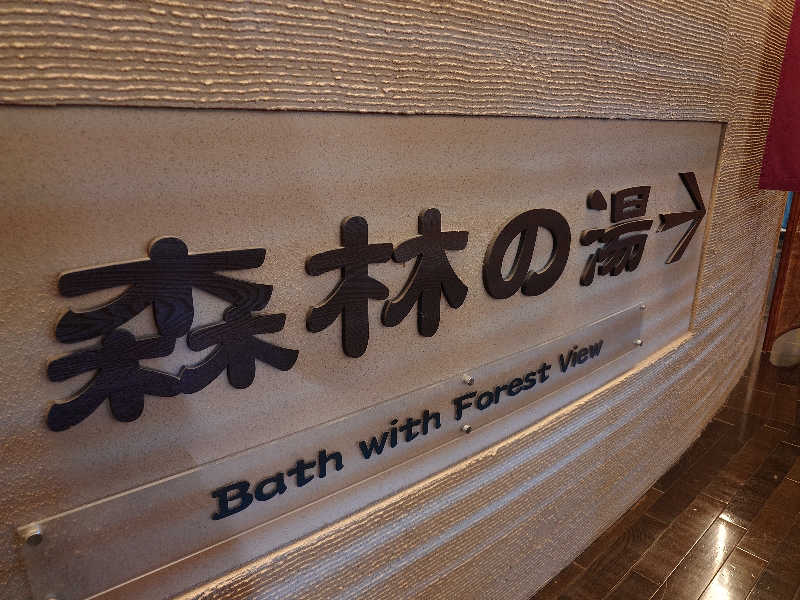 森林の湯→
Bath with Forest View